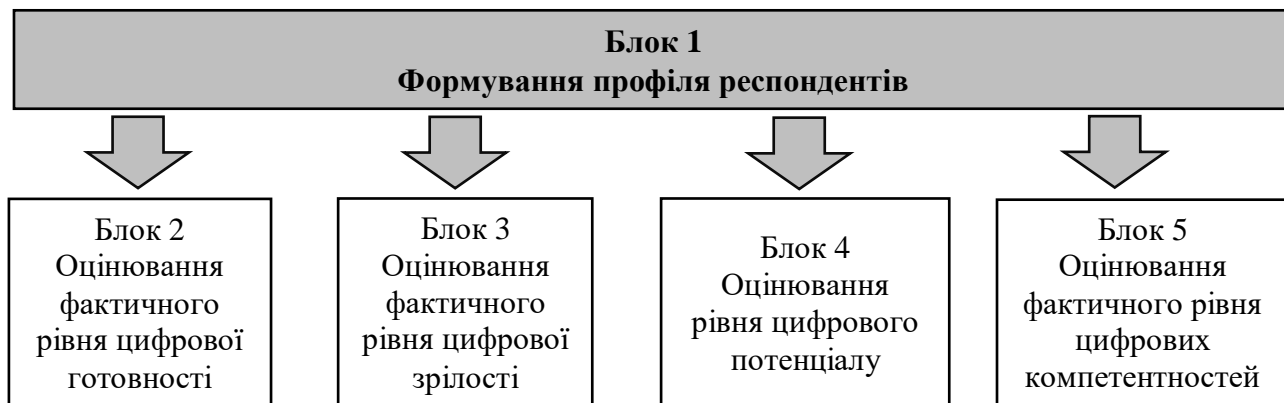 Блок 1
Формування профіля респондентів
Блок 2
Оцінювання
фактичного
рівня цифрової
готовності
Блок 3
Оцінювання
фактичного
рівня цифрової
зрілості
Блок 4
Оцінювання
рівня цифрового
потенціалу
Блок 5
Оцінювання
фактичного рівня
цифрових
компетентностей